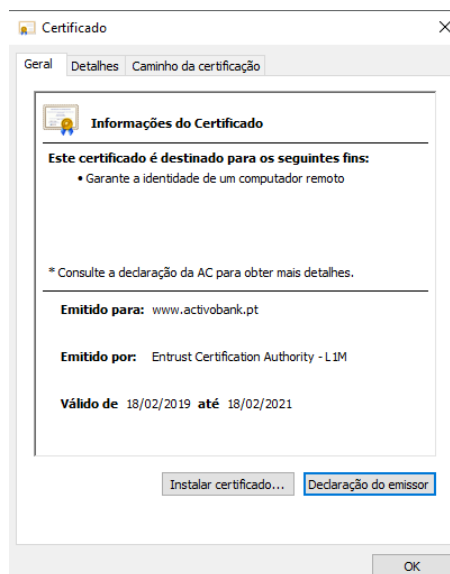 Certificado
Geral Detalhes Caminho da certificação
Informações do Certificado
Este certificado é destinado para os seguintes fins:
• Garante a identidade de um computador remoto
* Consulte a declaração da AC para obter mais detalhes.
Emitido para: www.activobank.pt
Emitido por: Entrust Certification Authority - L1M
Válido de 18/02/2019 até 18/02/2021
Instalar certificado... Declaração do emissor
OK